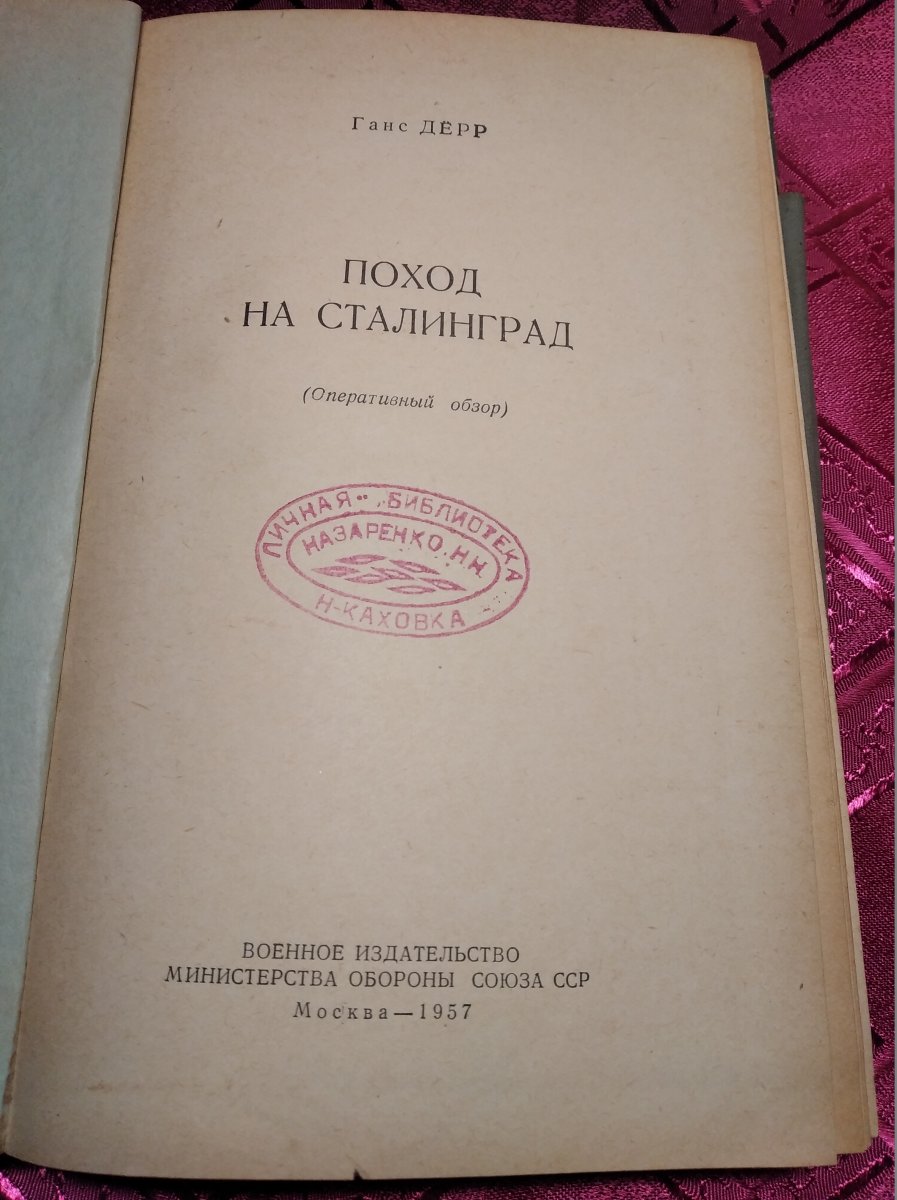 Ганс ДЁРР
ПОХОД
НА СТАЛИНГРАД
(Оперативный обзор)
ЛИЧНАЯ БИБЛИОТЕКА
НАЗАРЕНКО.Н.Н.
Н-КАХОВКА
ВОЕННОЕ ИЗДАТЕЛЬСТВО
МИНИСТЕРСТВА ОБОРОНЫ СОЮЗА ССР
Москва — 1957